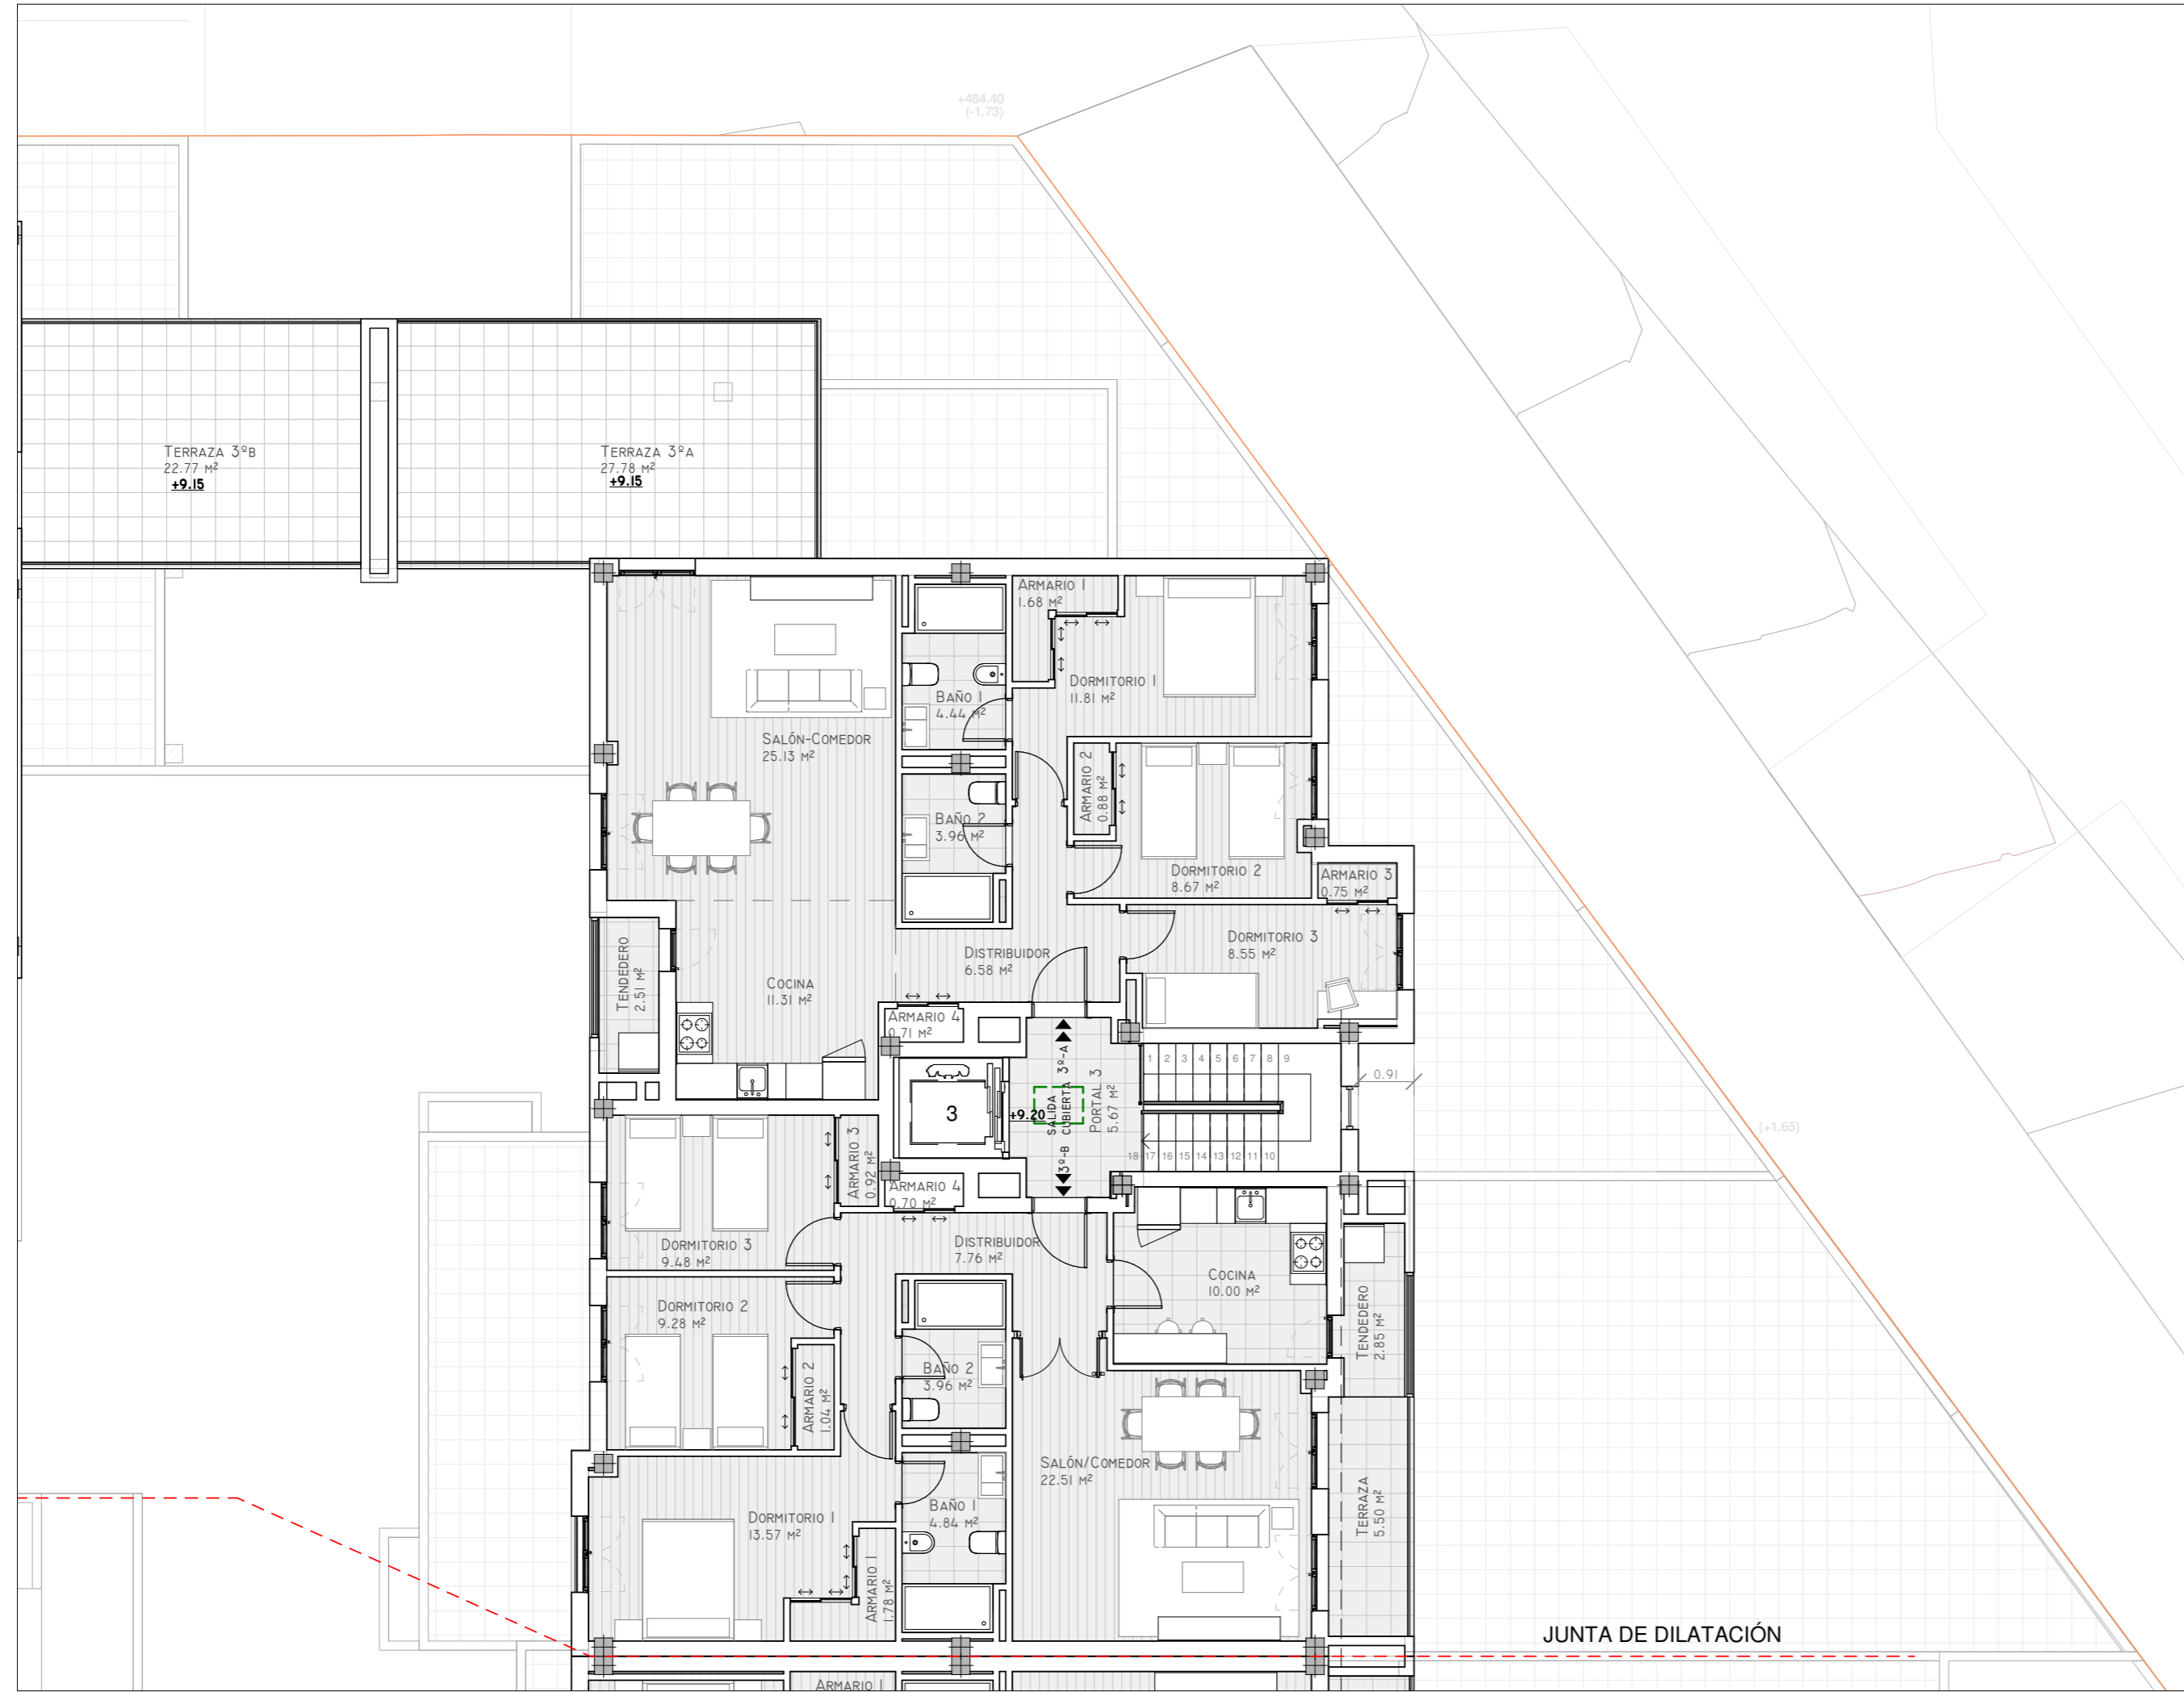 +484.40
(-1.73)
TERRAZA 3ºB
22.77 M²
+9.15
TERRAZA 3ºA
27.78 M²
+9.15
ARMARIO 1
1.68 M²
DORMITORIO 1
11.81 M²
BAÑO 1
4.44 M²
SALÓN-COMEDOR
25.13 M²
ARMARIO 2
0.88 M²
BAÑO 2
3.96 M²
DORMITORIO 2
8.67 M²
ARMARIO 3
0.75 M²
DORMITORIO 3
8.55 M²
DISTRIBUIDOR
6.58 M²
TENDEDERO
2.51 M²
COCINA
11.31 M²
ARMARIO 4
0.71 M²
3
+9.20
SALIDA
CUBIERTA
3º-A
3º-B
PORTAL 3
5.67 M²
1 2 3 4 5 6 7 8 9
18 17 16 15 14 13 12 11 10
0.91
(+1.65)
ARMARIO 3
0.92 M²
ARMARIO 4
0.70 M²
DORMITORIO 3
9.48 M²
DISTRIBUIDOR
7.76 M²
COCINA
10.00 M²
TENDEDERO
2.85 M²
DORMITORIO 2
9.28 M²
ARMARIO 2
1.04 M²
BAÑO 2
3.96 M²
SALÓN/COMEDOR
22.51 M²
TERRAZA
5.50 M²
DORMITORIO 1
13.57 M²
BAÑO 1
4.84 M²
ARMARIO 1
1.78 M²
JUNTA DE DILATACIÓN
ARMARIO 1